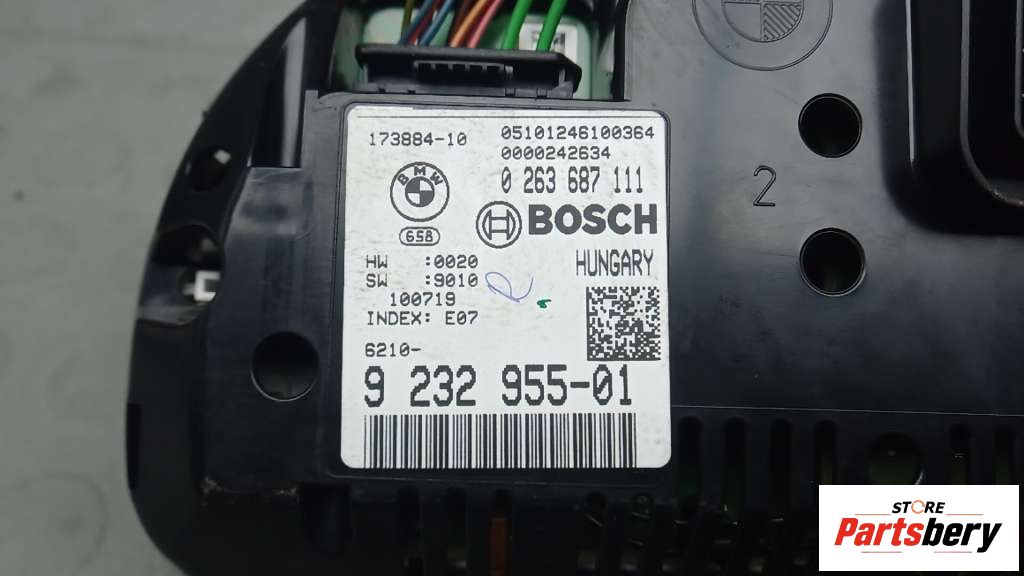 173884-10
05101246100364
0000242634
0 263 687 111
BMW
658
BOSCH
HW :0020
SW :9010
100719
INDEX: E07
HUNGARY
6210-
9 232 955-01
2
STORE
Partsbery